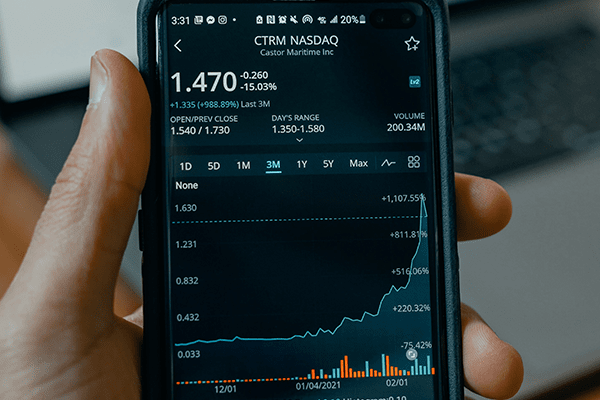 3:31 20%
CTRM NASDAQ
Castor Maritime Inc
1.470 -0.260
-15.03%
Lv2
+1.335 (+988.89%) Last 3M
OPEN/PREV CLOSE DAY'S RANGE VOLUME
1.540 / 1.730 1.350-1.580 200.34M
1D 5D 1M 3M 1Y 5Y Max
None
1.630 +1,107.55%
1.231 +811.81%
0.832 +516.06%
0.432 +220.32%
0.033 -75.42%
12/01 01/04/2021 02/01